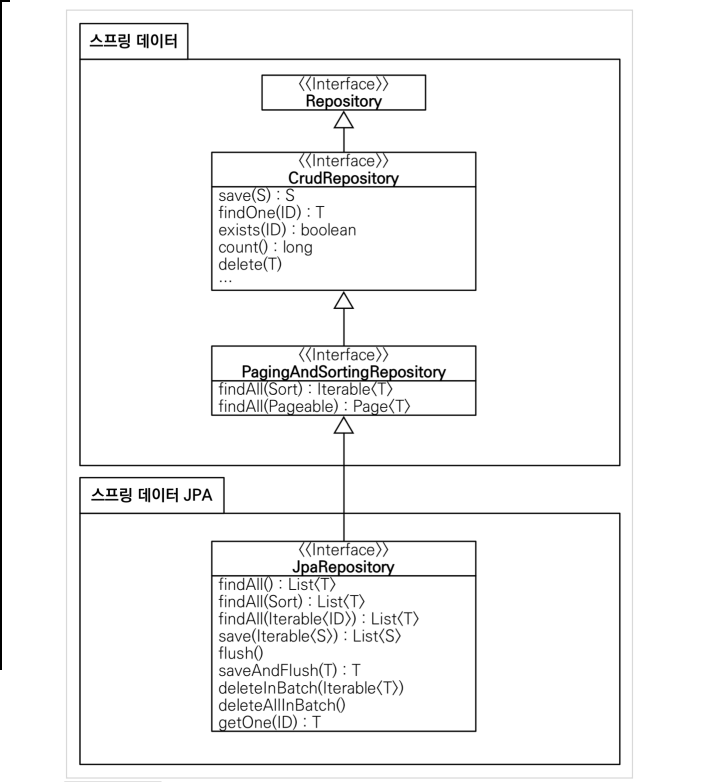 스프링 데이터
《Interface》
Repository
《Interface》
CrudRepository
save(S) : S
findOne(ID) : T
exists(ID) : boolean
count() : long
delete(T)
...
《Interface》
PagingAndSortingRepository
findAll(Sort) : Iterable〈T〉
findAll(Pageable) : Page〈T〉
스프링 데이터 JPA
《Interface》
JpaRepository
findAll() : List〈T〉
findAll(Sort) : List〈T〉
findAll(Iterable〈ID〉) : List〈T〉
save(Iterable〈S〉) : List〈S〉
flush()
saveAndFlush(T) : T
deleteInBatch(Iterable〈T〉)
deleteAllInBatch()
getOne(ID) : T